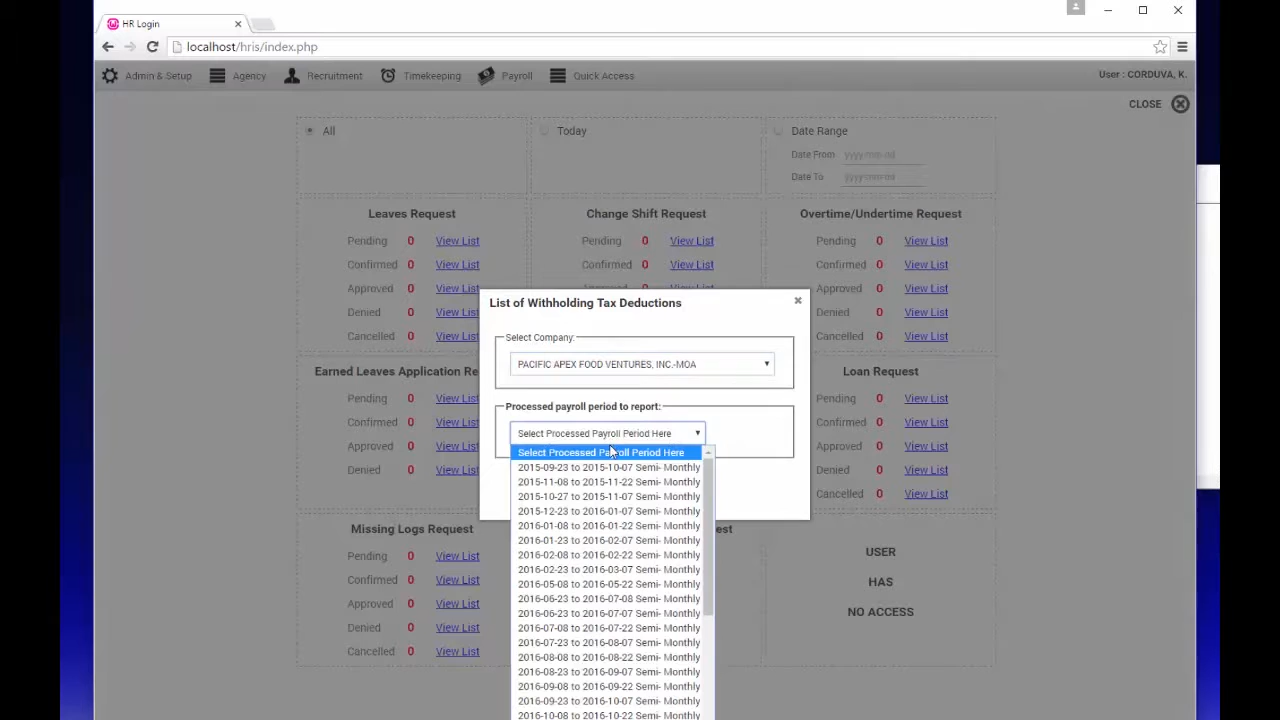 HR Login
localhost/hris/index.php
Admin & Setup Agency Recruitment Timekeeping Payroll Quick Access User : CORDUVA, K.
CLOSE
All Today Date Range
Date From yyyy-mm-dd
Date To yyyy-mm-dd
Leaves Request Change Shift Request Overtime/Undertime Request
Pending 0 View List Pending 0 View List Pending 0 View List
Confirmed 0 View List Confirmed 0 View List Confirmed 0 View List
Approved 0 View List Approved 0 View List
Denied 0 View List Denied 0 View List
Cancelled 0 View List Cancelled 0 View List
List of Withholding Tax Deductions
Select Company:
PACIFIC APEX FOOD VENTURES, INC.-MOA
Processed payroll period to report:
Select Processed Payroll Period Here
Select Processed Payroll Period Here
2015-09-23 to 2015-10-07 Semi- Monthly
2015-11-08 to 2015-11-22 Semi- Monthly
2015-10-27 to 2015-11-07 Semi- Monthly
2015-12-23 to 2016-01-07 Semi- Monthly
2016-01-08 to 2016-01-22 Semi- Monthly
2016-01-23 to 2016-02-07 Semi- Monthly
2016-02-08 to 2016-02-22 Semi- Monthly
2016-02-23 to 2016-03-07 Semi- Monthly
2016-05-08 to 2016-05-22 Semi- Monthly
2016-06-23 to 2016-07-08 Semi- Monthly
2016-06-23 to 2016-07-07 Semi- Monthly
2016-07-08 to 2016-07-22 Semi- Monthly
2016-07-23 to 2016-08-07 Semi- Monthly
2016-08-08 to 2016-08-22 Semi- Monthly
2016-08-23 to 2016-09-07 Semi- Monthly
2016-09-08 to 2016-09-22 Semi- Monthly
2016-09-23 to 2016-10-07 Semi- Monthly
2016-10-08 to 2016-10-22 Semi- Monthly
Earned Leaves Application Re Loan Request
Pending 0 View List Pending 0 View List
Confirmed 0 View List Confirmed 0 View List
Approved 0 View List Approved 0 View List
Denied 0 View List Denied 0 View List
Cancelled 0 View List
Missing Logs Request est
Pending 0 View List
Confirmed 0 View List
Approved 0 View List
Denied 0 View List
Cancelled 0 View List
USER
HAS
NO ACCESS